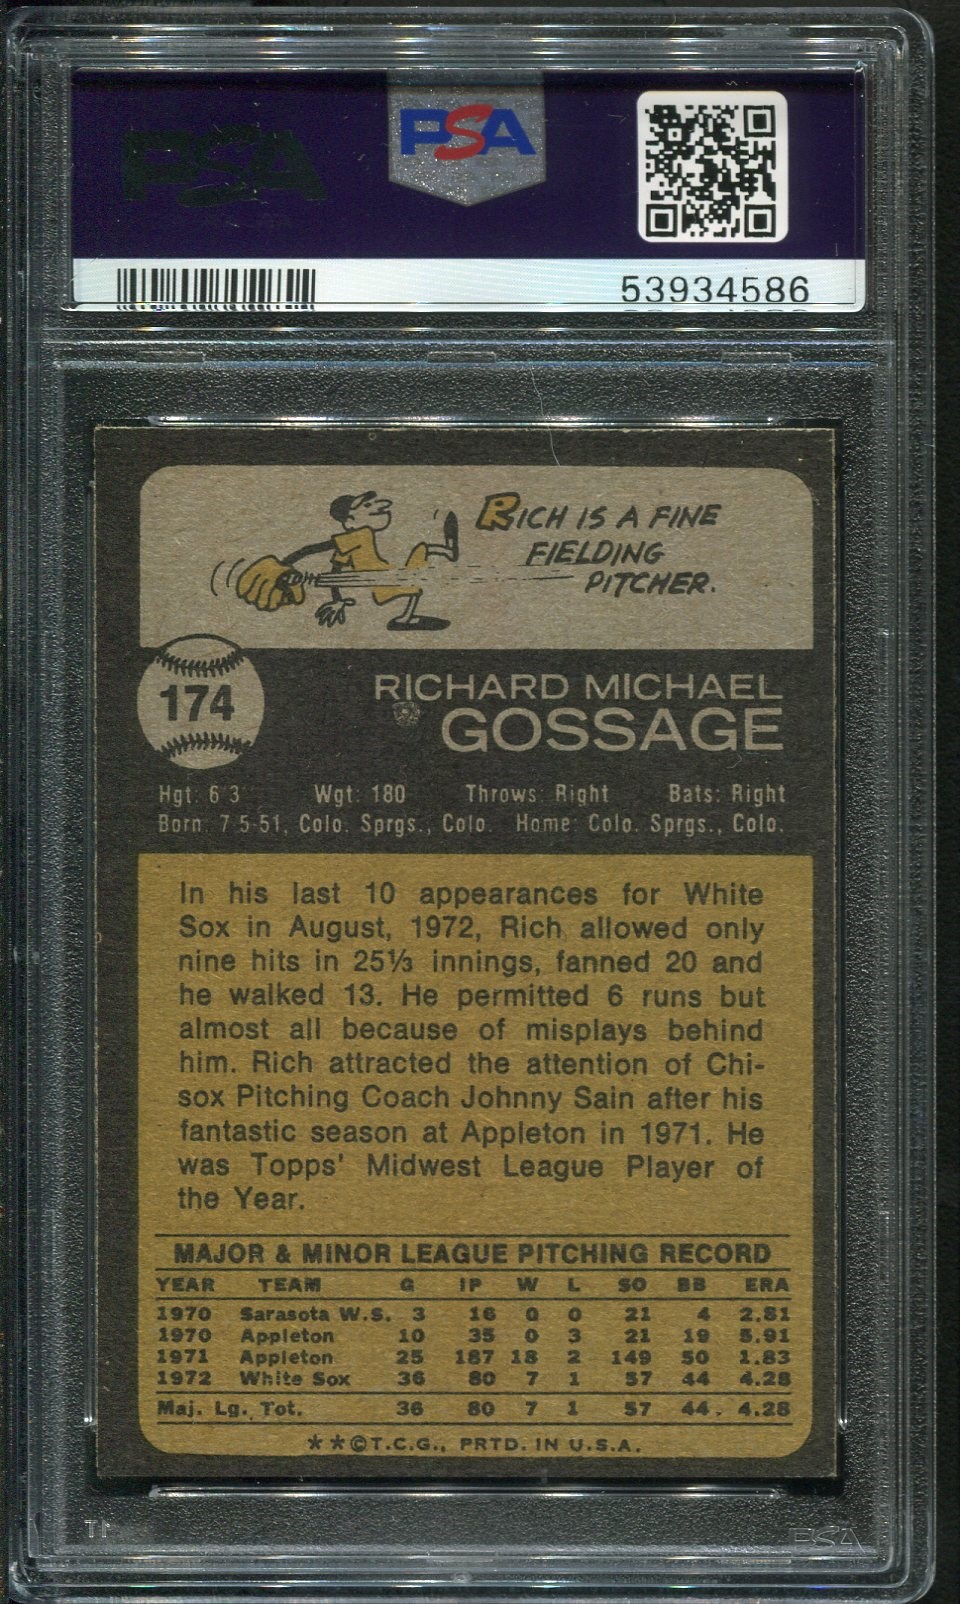 PSA
PSA
53934586
RICH IS A FINE
FIELDING
PITCHER.
174
RICHARD MICHAEL
GOSSAGE
Hgt: 6'3" Wgt: 180 Throws: Right Bats: Right
Born: 7-5-51, Colo. Sprgs., Colo. Home: Colo. Sprgs., Colo.
In his last 10 appearances for White
Sox in August, 1972, Rich allowed only
nine hits in 25⅓ innings, fanned 20 and
he walked 13. He permitted 6 runs but
almost all because of misplays behind
him. Rich attracted the attention of Chi-
sox Pitching Coach Johnny Sain after his
fantastic season at Appleton in 1971. He
was Topps' Midwest League Player of
the Year.
MAJOR & MINOR LEAGUE PITCHING RECORD
YEAR TEAM G IP W L SO BB ERA
1970 Sarasota W.S. 3 16 0 0 21 4 2.81
1970 Appleton 10 35 0 3 21 19 5.91
1971 Appleton 25 187 18 2 149 50 1.83
1972 White Sox 36 80 7 1 57 44 4.28
Maj. Lg. Tot. 36 80 7 1 57 44 4.28
**©T.C.G., PRTD. IN U.S.A.
PSA